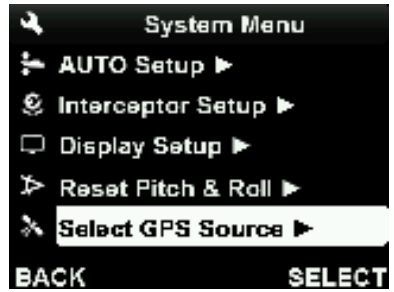 System Menu
AUTO Setup ▶
Interceptor Setup ▶
Display Setup ▶
Reset Pitch & Roll ▶
Select GPS Source ▶
BACK SELECT